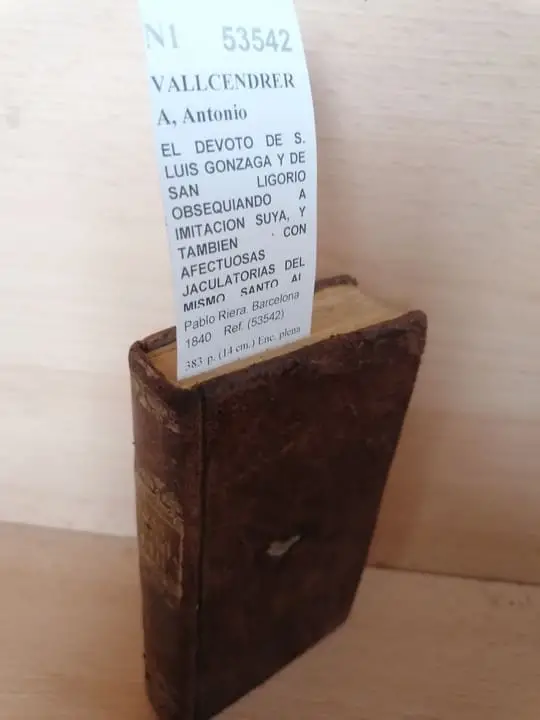 N1 53542
VALLCENDRER
A, Antonio
EL DEVOTO DE S.
LUIS GONZAGA Y DE
SAN LIGORIO
OBSEQUIANDO A
IMITACION SUYA, Y
TAMBIEN CON
AFECTUOSAS
JACULATORIAS DEL
MISMO SANTO AL
Pablo Riera. Barcelona
1840 Ref. (53542)
383 p. (14 cm.) Enc. plena